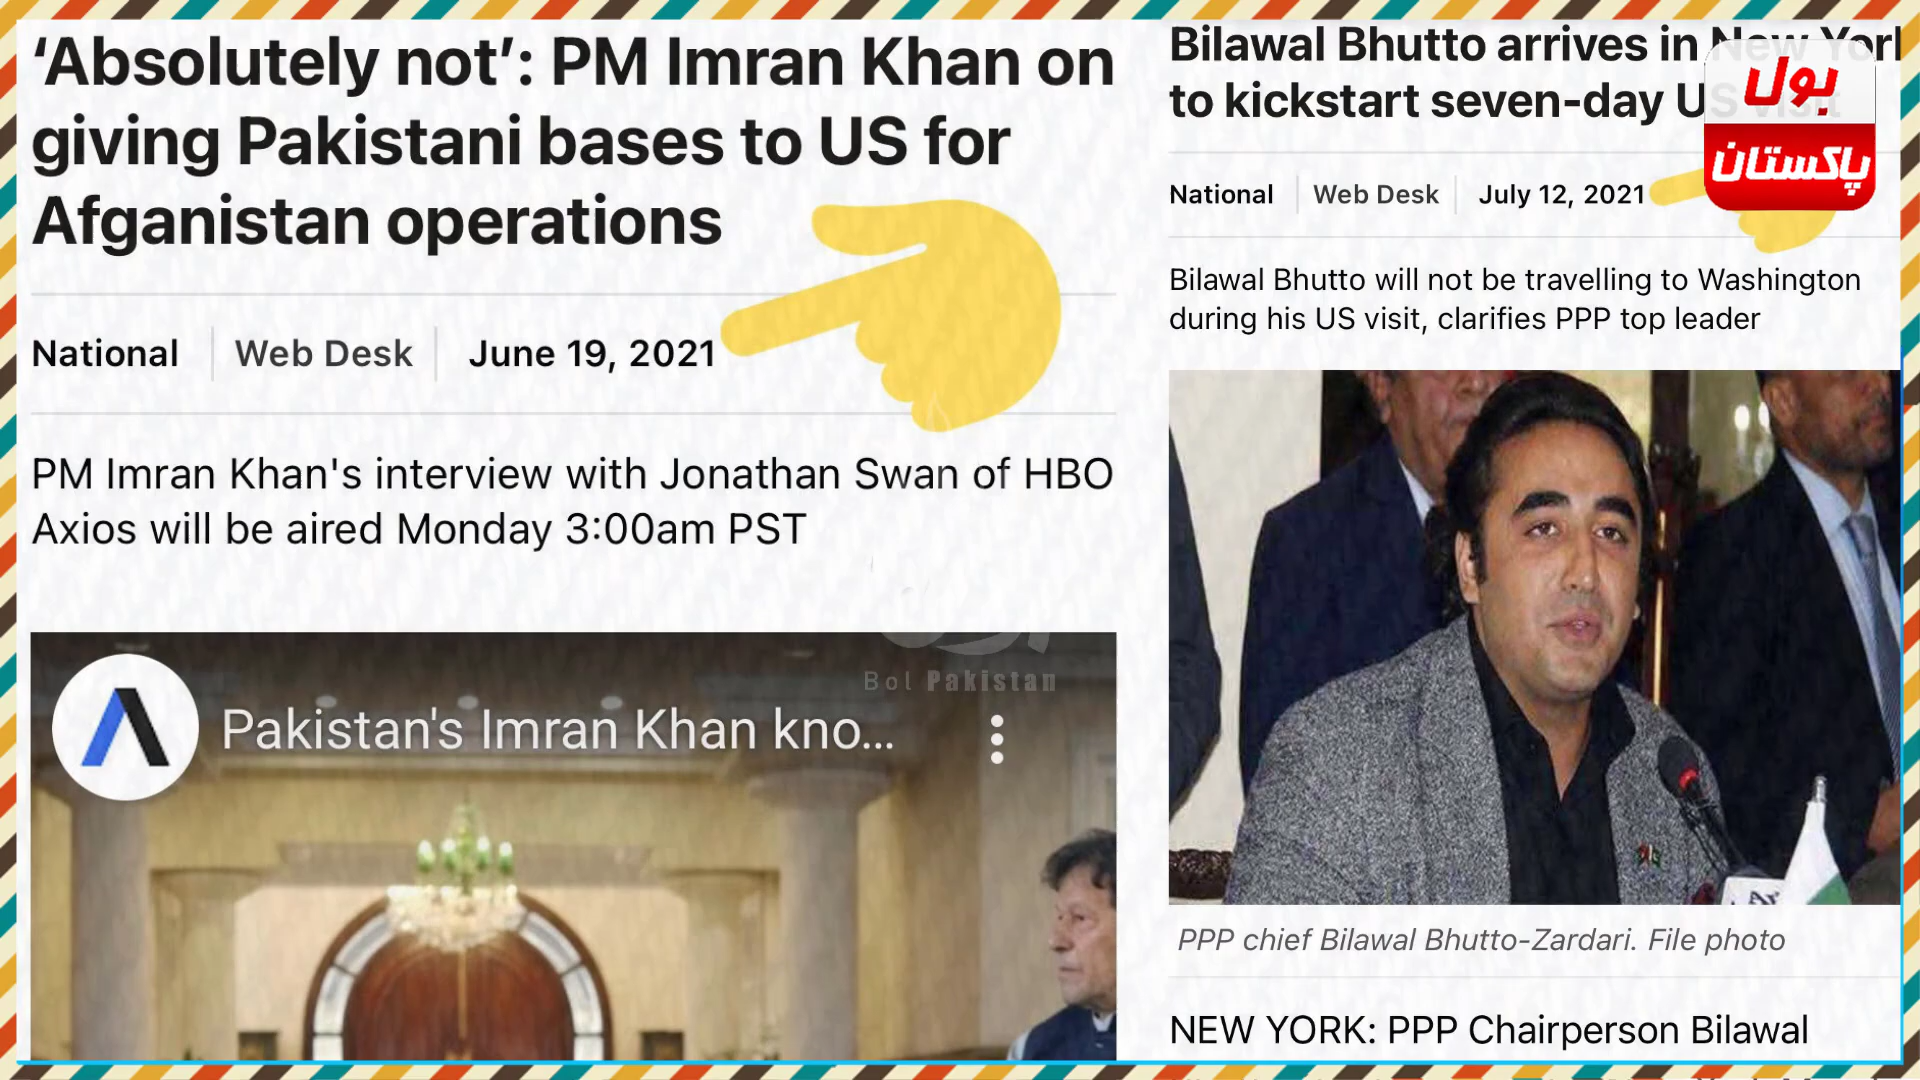 ‘Absolutely not’: PM Imran Khan on
giving Pakistani bases to US for
Afganistan operations
National Web Desk June 19, 2021
PM Imran Khan's interview with Jonathan Swan of HBO
Axios will be aired Monday 3:00am PST
Pakistan's Imran Khan kno...
Bol Pakistan
Bilawal Bhutto arrives in New York
to kickstart seven-day US visit
بول
پاکستان
National Web Desk July 12, 2021
Bilawal Bhutto will not be travelling to Washington
during his US visit, clarifies PPP top leader
PPP chief Bilawal Bhutto-Zardari. File photo
NEW YORK: PPP Chairperson Bilawal